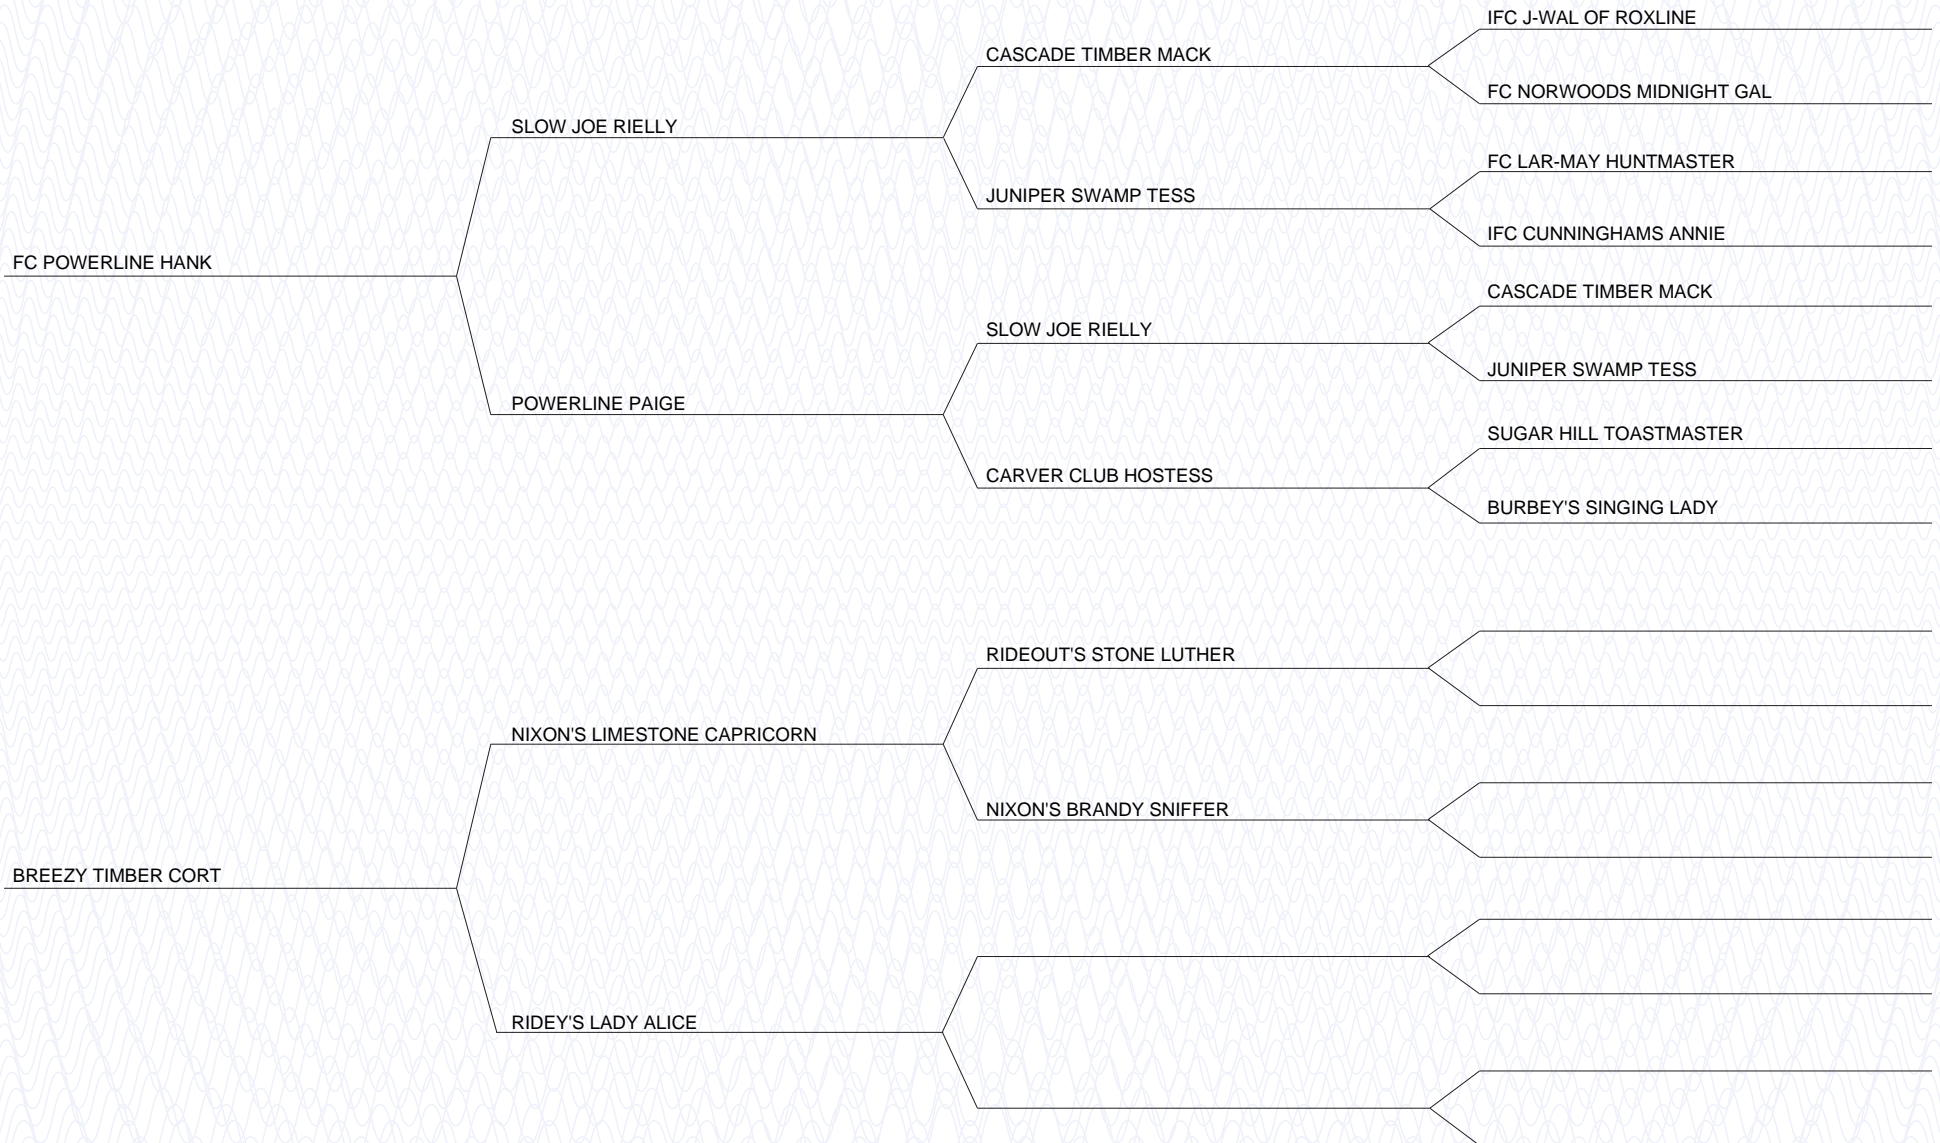 IFC J-WAL OF ROXLINE
CASCADE TIMBER MACK
FC NORWOODS MIDNIGHT GAL
SLOW JOE RIELLY
FC LAR-MAY HUNTMASTER
JUNIPER SWAMP TESS
IFC CUNNINGHAMS ANNIE
FC POWERLINE HANK
CASCADE TIMBER MACK
SLOW JOE RIELLY
JUNIPER SWAMP TESS
POWERLINE PAIGE
SUGAR HILL TOASTMASTER
CARVER CLUB HOSTESS
BURBEY'S SINGING LADY
RIDEOUT'S STONE LUTHER
NIXON'S LIMESTONE CAPRICORN
NIXON'S BRANDY SNIFFER
BREEZY TIMBER CORT
RIDEY'S LADY ALICE